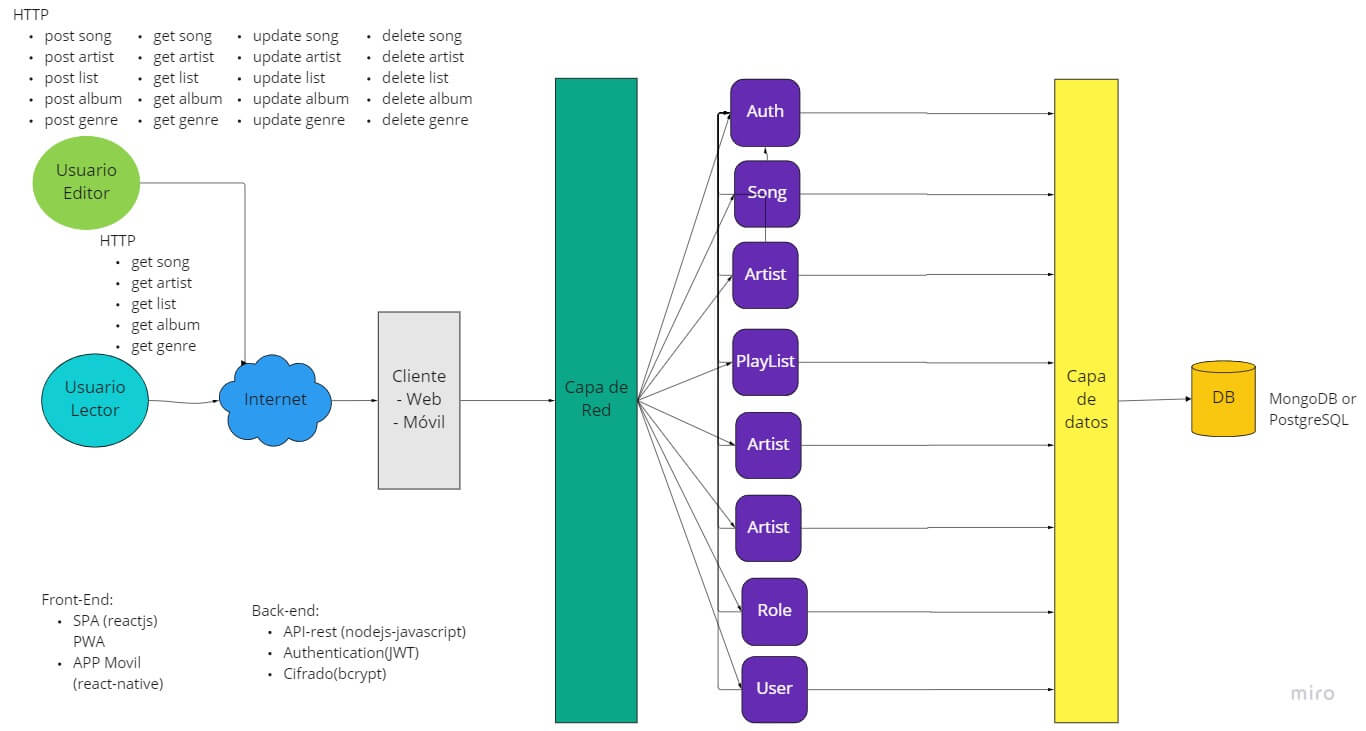 HTTP
• post song
• post artist
• post list
• post album
• post genre
• get song
• get artist
• get list
• get album
• get genre
• update song
• update artist
• update list
• update album
• update genre
• delete song
• delete artist
• delete list
• delete album
• delete genre
Usuario
Editor
HTTP
• get song
• get artist
• get list
• get album
• get genre
Usuario
Lector
Internet
Cliente
- Web
- Móvil
Capa de
Red
Auth
Song
Artist
PlayList
Artist
Artist
Role
User
Capa
de
datos
DB
MongoDB or
PostgreSQL
Front-End:
• SPA (reactjs)
PWA
• APP Movil
(react-native)
Back-end:
• API-rest (nodejs-javascript)
• Authentication(JWT)
• Cifrado(bcrypt)
miro